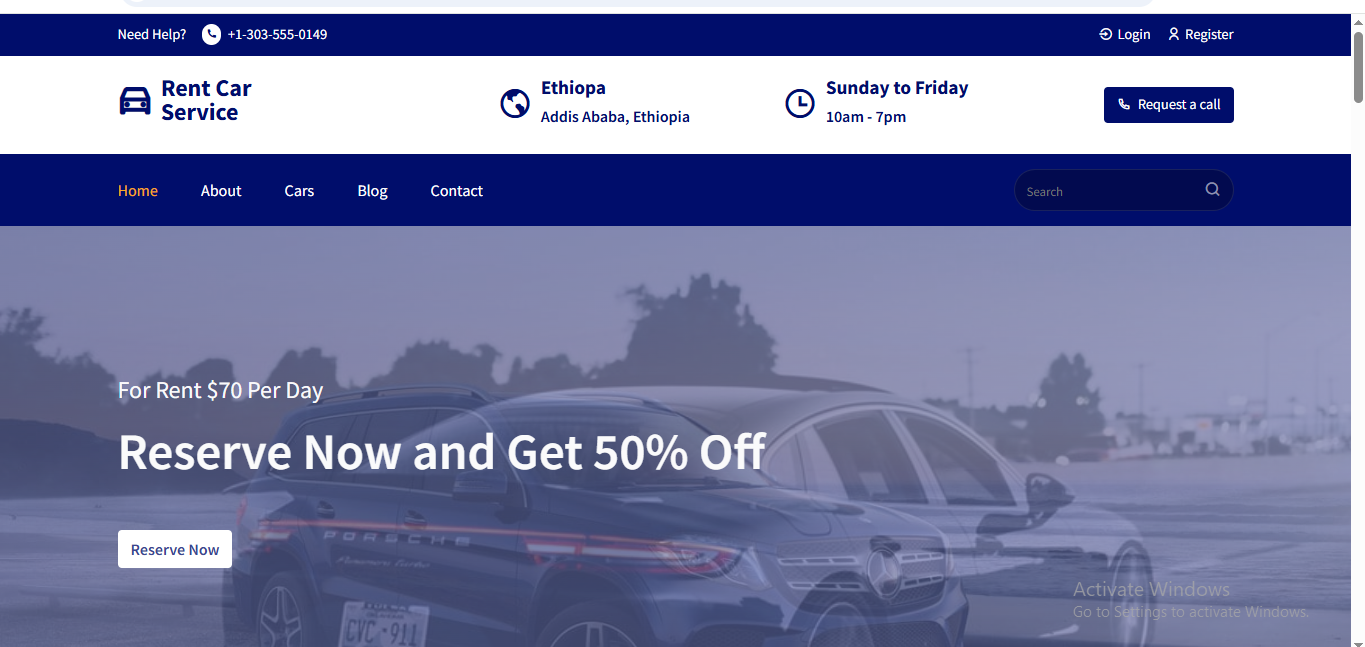 Need Help? +1-303-555-0149 Login Register
Rent Car
Service
Ethiopa
Addis Ababa, Ethiopia
Sunday to Friday
10am - 7pm
Request a call
Home About Cars Blog Contact Search
For Rent $70 Per Day
Reserve Now and Get 50% Off
Reserve Now
PORSCHE
Panamera Turbo
CVC-911
Activate Windows
Go to Settings to activate Windows.